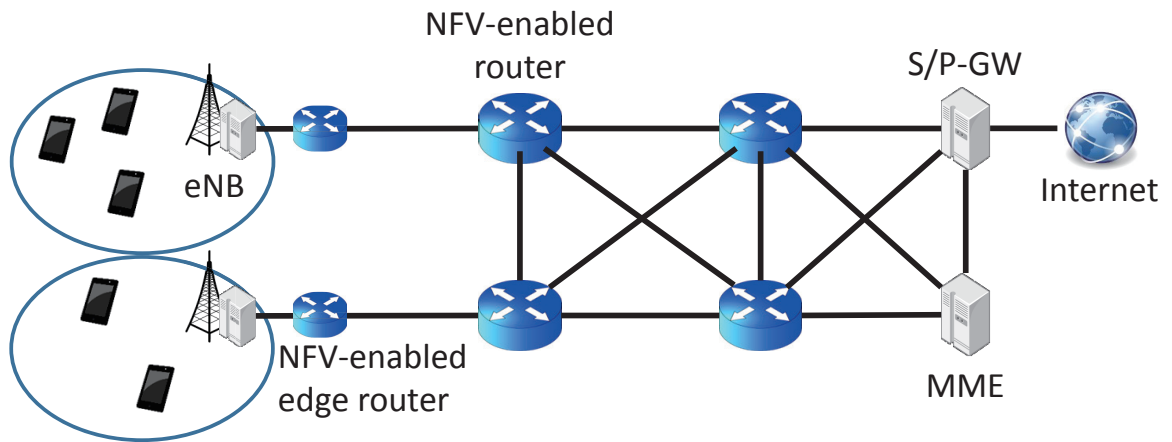 NFV-enabled
router
S/P-GW
eNB
Internet
NFV-enabled
edge router
MME